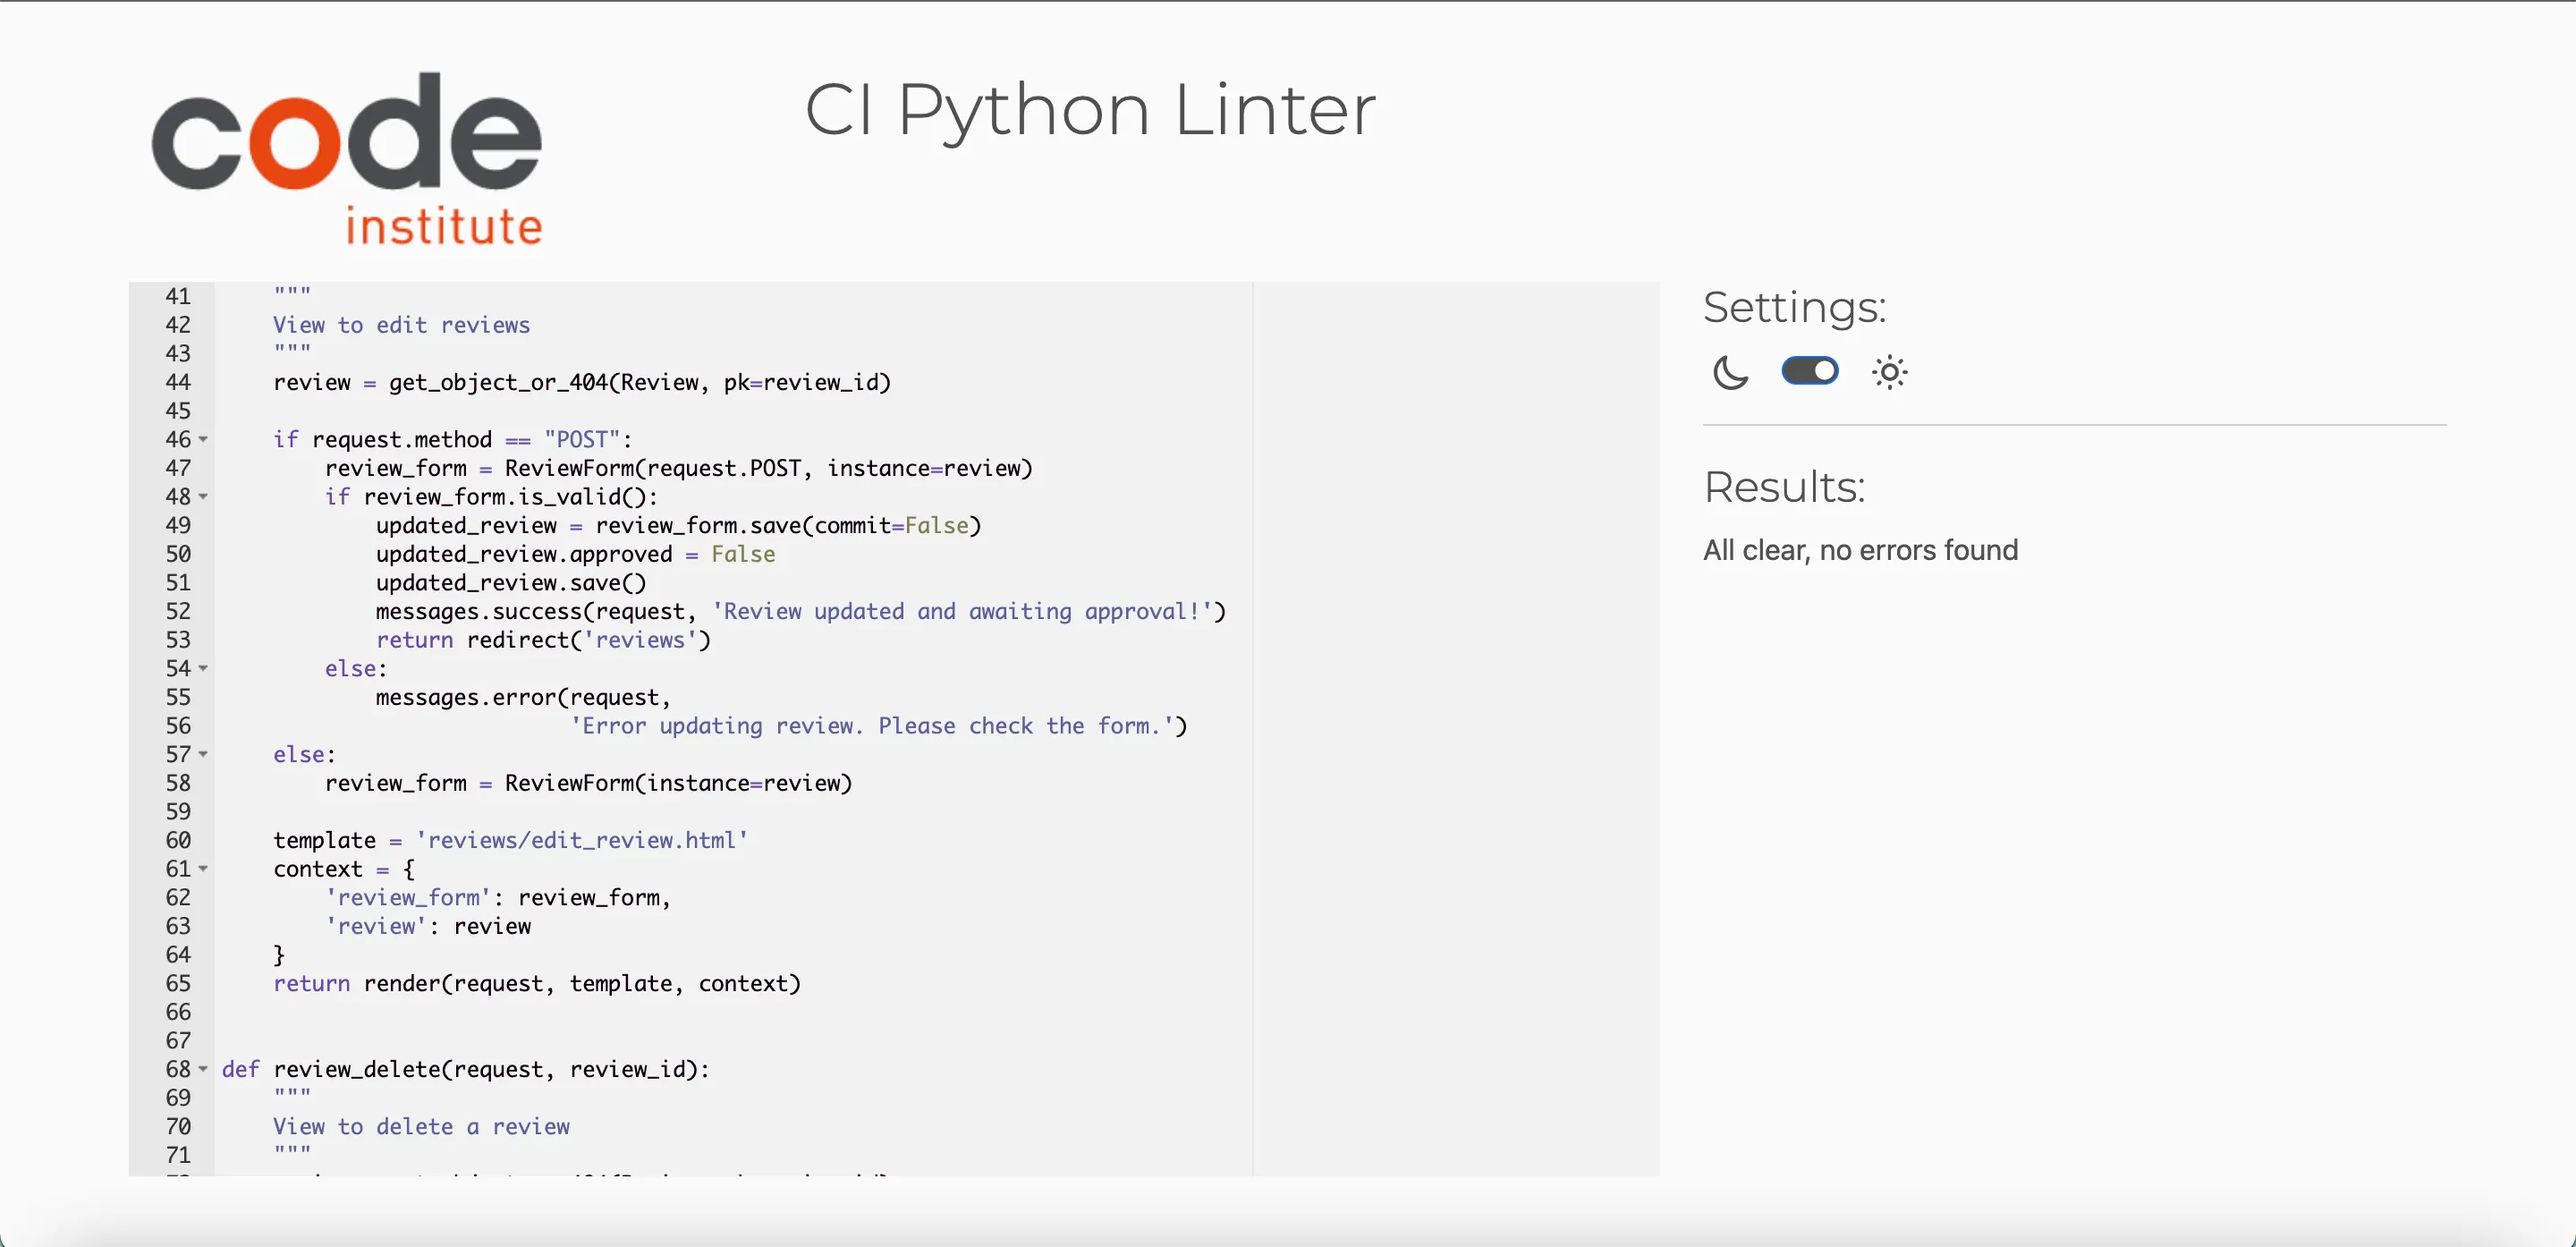 code
institute
CI Python Linter
41 """
42 View to edit reviews
43 """
44 review = get_object_or_404(Review, pk=review_id)
45
46 if request.method == "POST":
47 review_form = ReviewForm(request.POST, instance=review)
48 if review_form.is_valid():
49 updated_review = review_form.save(commit=False)
50 updated_review.approved = False
51 updated_review.save()
52 messages.success(request, 'Review updated and awaiting approval!')
53 return redirect('reviews')
54 else:
55 messages.error(request,
56 'Error updating review. Please check the form.')
57 else:
58 review_form = ReviewForm(instance=review)
59
60 template = 'reviews/edit_review.html'
61 context = {
62 'review_form': review_form,
63 'review': review
64 }
65 return render(request, template, context)
66
67
68 def review_delete(request, review_id):
69 """
70 View to delete a review
71 """
Settings:
Results:
All clear, no errors found